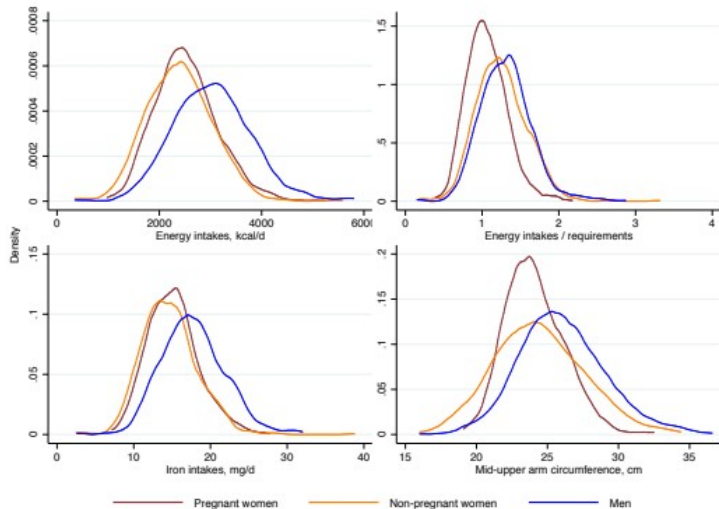 Density
0 .0002 .0004 .0006 .0008
0 2000 4000 6000
Energy intakes, kcal/d
0 .5 1 1.5
0 1 2 3 4
Energy intakes / requirements
0 .05 .1 .15
0 10 20 30 40
Iron intakes, mg/d
0 .05 .1 .15 .2
15 20 25 30 35
Mid-upper arm circumference, cm
Pregnant women Non-pregnant women Men